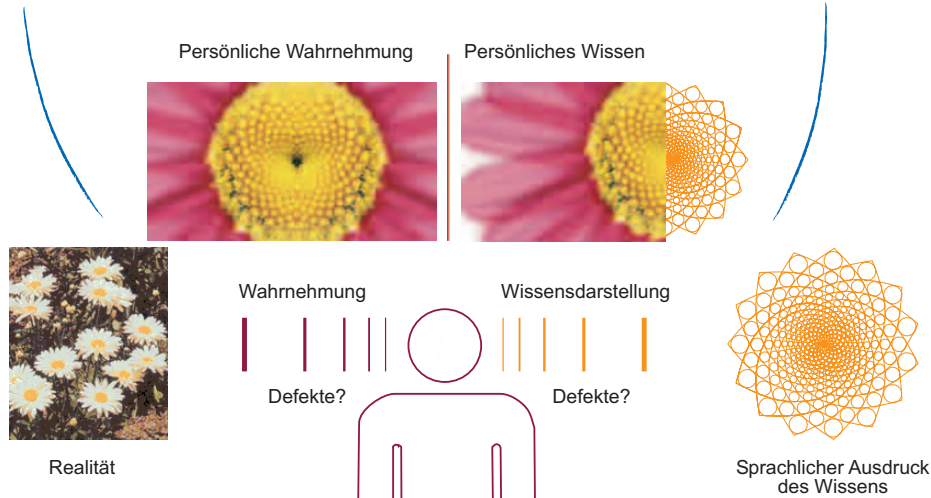 Persönliche Wahrnehmung
Persönliches Wissen
Wahrnehmung
Wissensdarstellung
Defekte?
Defekte?
Realität
Sprachlicher Ausdruck
des Wissens